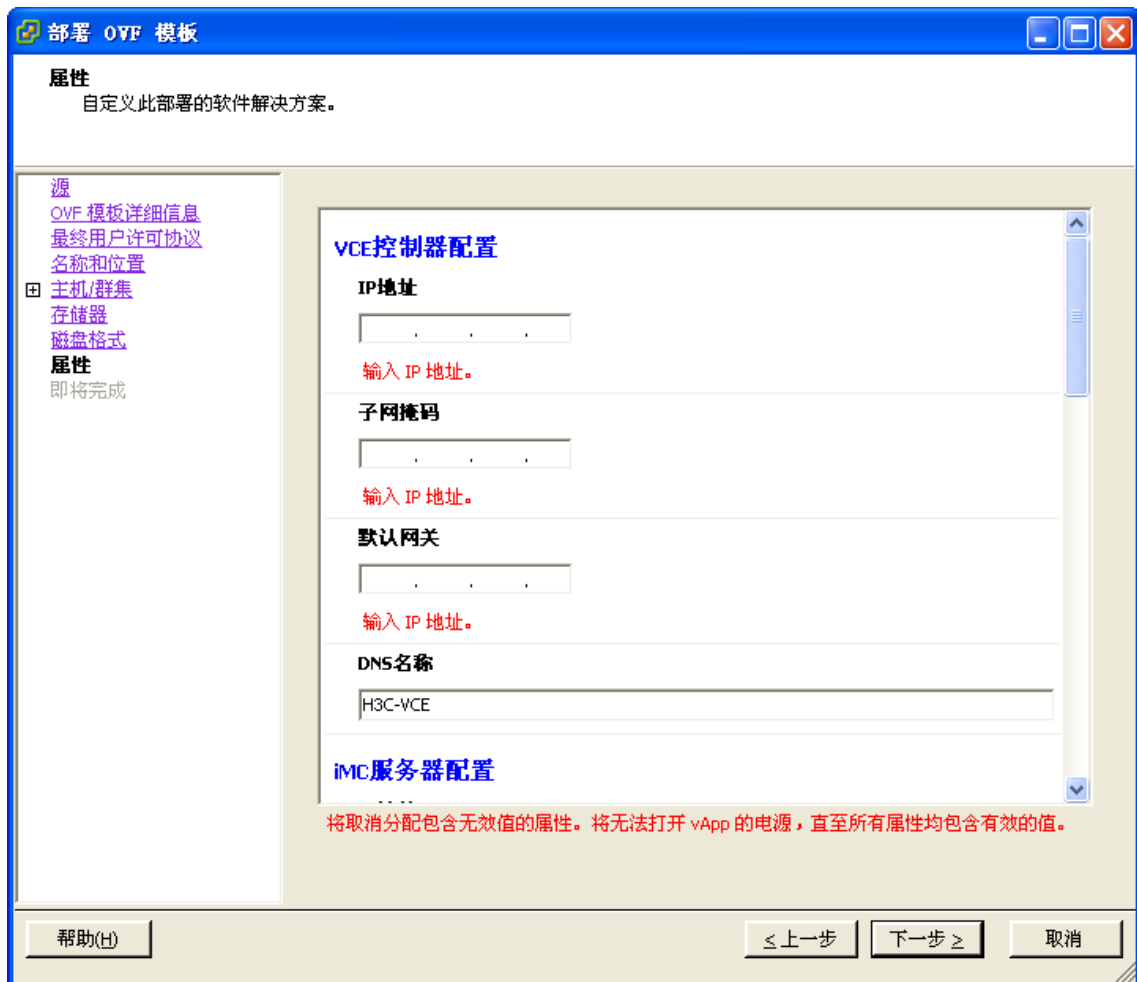 部署 OVF 模板
属性
自定义此部署的软件解决方案。
源
OVF 模板详细信息
最终用户许可协议
名称和位置
主机/群集
存储器
磁盘格式
属性
即将完成
VCE控制器配置
IP地址
输入 IP 地址。
子网掩码
输入 IP 地址。
默认网关
输入 IP 地址。
DNS名称
H3C-VCE
iMC服务器配置
将取消分配包含无效值的属性。将无法打开 vApp 的电源，直至所有属性均包含有效的值。
帮助(H)
≤上一步
下一步 ≥
取消